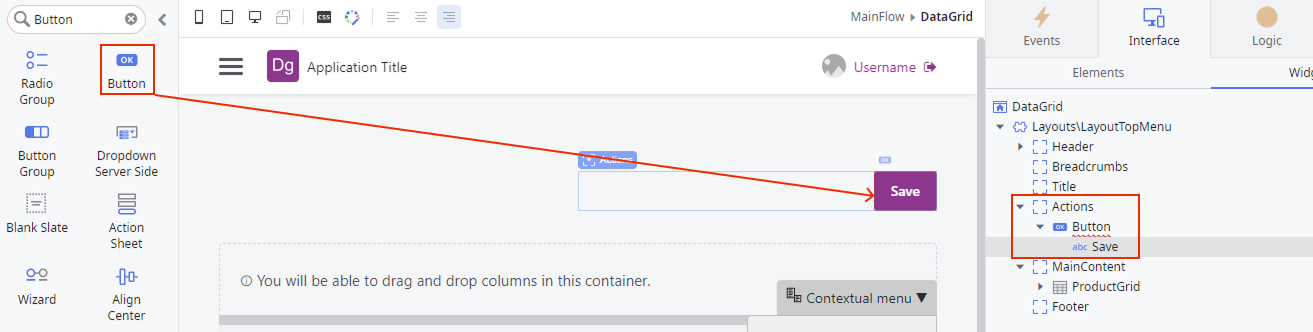 Button
Radio
Group
OK
Button
Button
Group
Dropdown
Server Side
Blank Slate
Action
Sheet
Wizard
Align
Center
CSS
MainFlow
DataGrid
Dg
Application Title
Username
Actions
OK
Save
You will be able to drag and drop columns in this container.
Contextual menu
Events
Interface
Logic
Elements
Widg
DataGrid
Layouts\LayoutTopMenu
Header
Breadcrumbs
Title
Actions
OK Button
abc Save
MainContent
ProductGrid
Footer